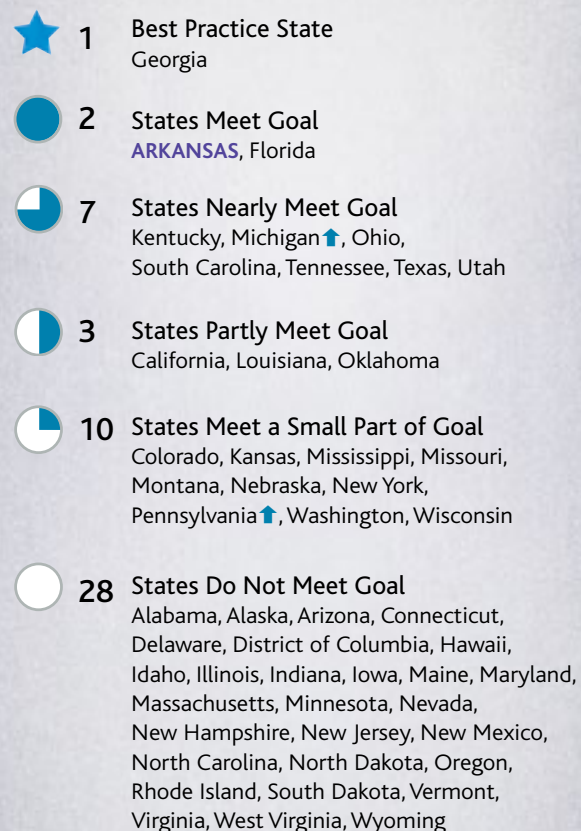 1 Best Practice State
Georgia
2 States Meet Goal
ARKANSAS, Florida
7 States Nearly Meet Goal
Kentucky, Michigan⬆, Ohio,
South Carolina, Tennessee, Texas, Utah
3 States Partly Meet Goal
California, Louisiana, Oklahoma
10 States Meet a Small Part of Goal
Colorado, Kansas, Mississippi, Missouri,
Montana, Nebraska, New York,
Pennsylvania⬆, Washington, Wisconsin
28 States Do Not Meet Goal
Alabama, Alaska, Arizona, Connecticut,
Delaware, District of Columbia, Hawaii,
Idaho, Illinois, Indiana, Iowa, Maine, Maryland,
Massachusetts, Minnesota, Nevada,
New Hampshire, New Jersey, New Mexico,
North Carolina, North Dakota, Oregon,
Rhode Island, South Dakota, Vermont,
Virginia, West Virginia, Wyoming